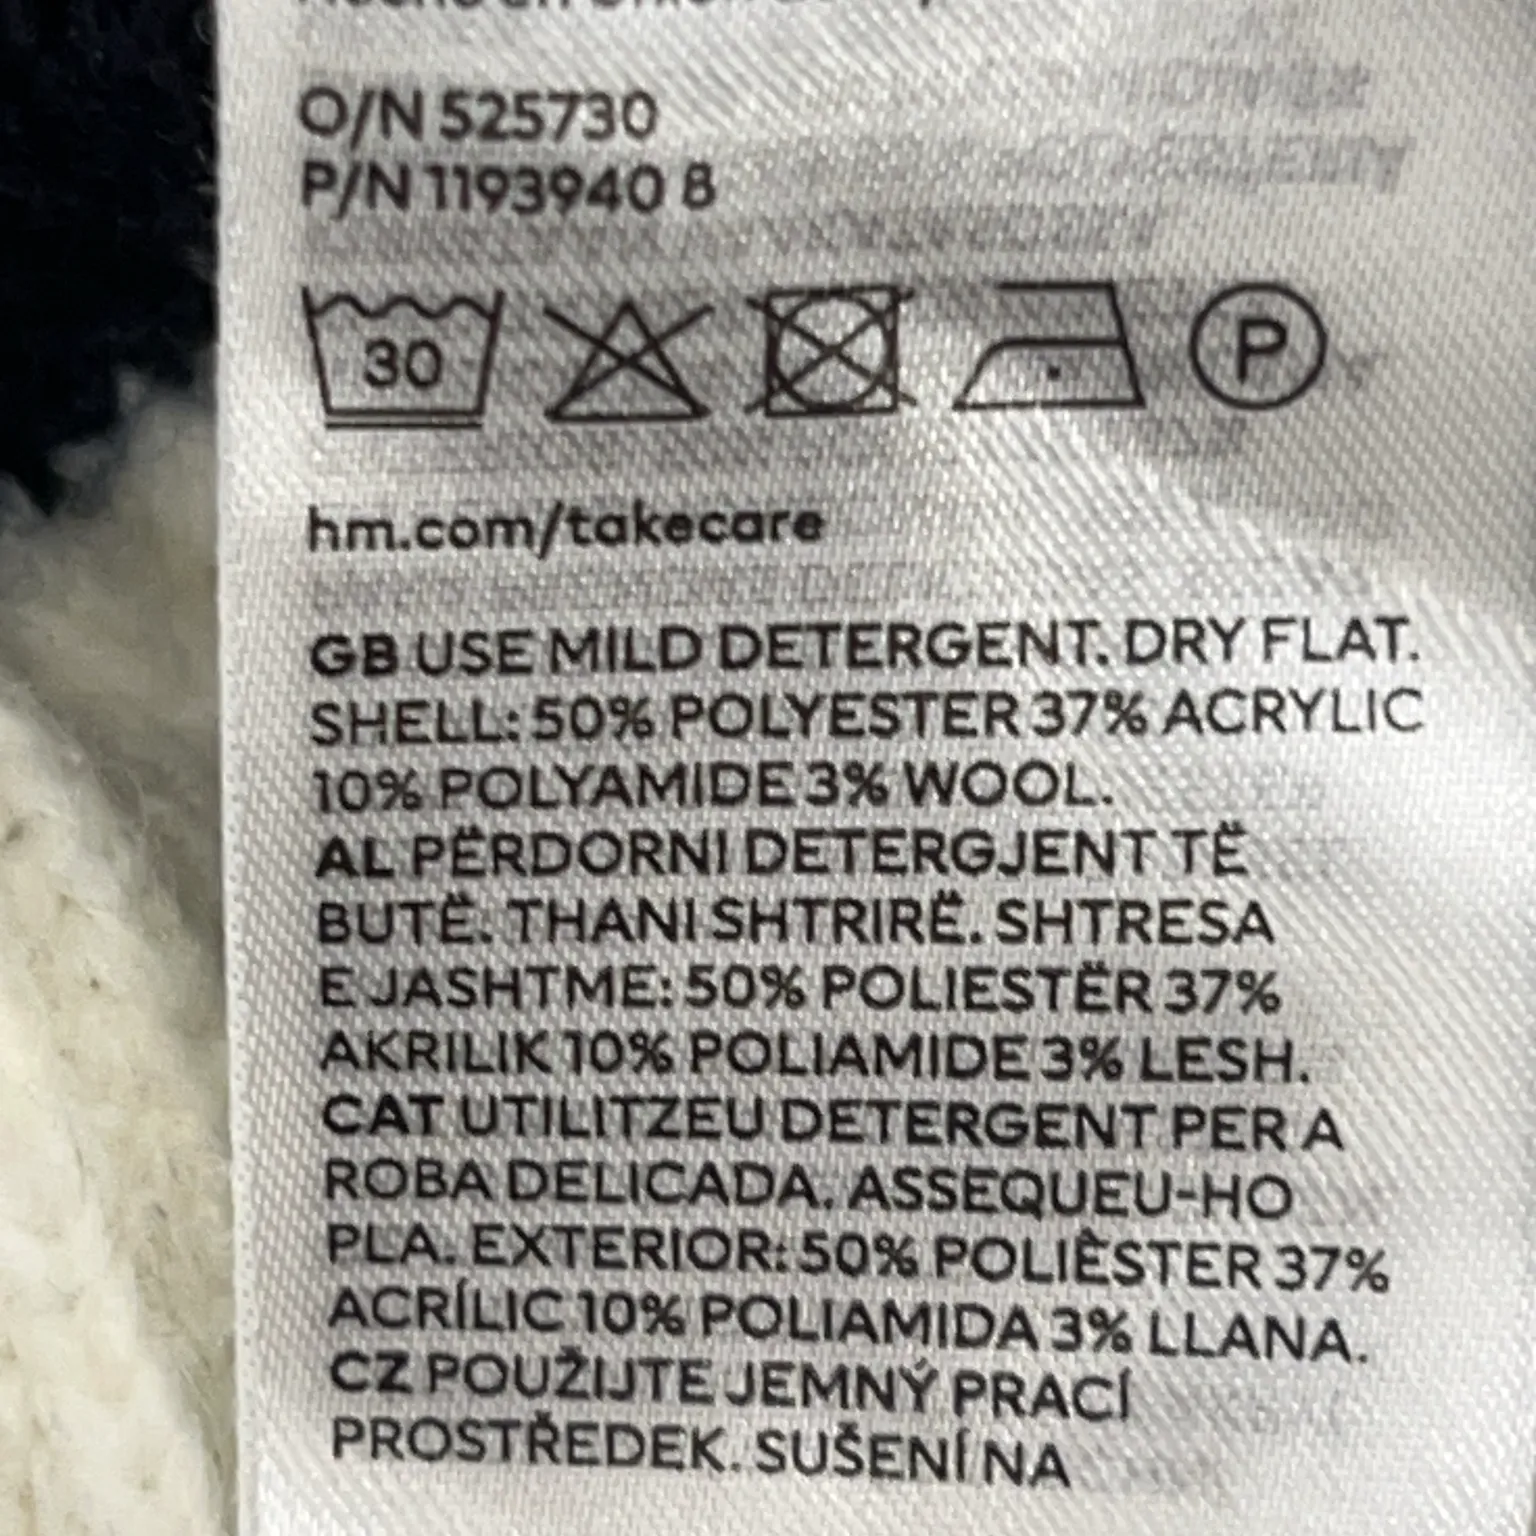 O/N 525730
P/N 1193940 8
30
P
hm.com/takecare
GB USE MILD DETERGENT. DRY FLAT.
SHELL: 50% POLYESTER 37% ACRYLIC
10% POLYAMIDE 3% WOOL.
AL PËRDORNI DETERGJENT TË
BUTË. THANI SHTRIRË. SHTRESA
E JASHTME: 50% POLIESTËR 37%
AKRILIK 10% POLIAMIDE 3% LESH.
CAT UTILITZEU DETERGENT PER A
ROBA DELICADA. ASSEQUEU-HO
PLA. EXTERIOR: 50% POLIÈSTER 37%
ACRÍLIC 10% POLIAMIDA 3% LLANA.
CZ POUŽIJTE JEMNÝ PRACÍ
PROSTŘEDEK. SUŠENÍ NA